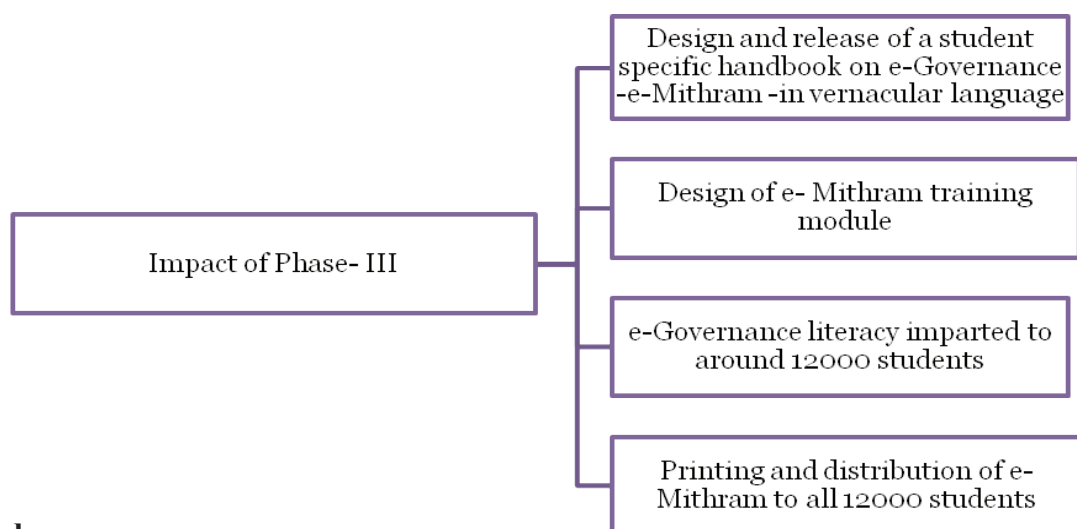 Design and release of a student
specific handbook on e-Governance
-e-Mithram -in vernacular language
Design of e- Mithram training
module
Impact of Phase- III
e-Governance literacy imparted to
around 12000 students
Printing and distribution of e-
Mithram to all 12000 students